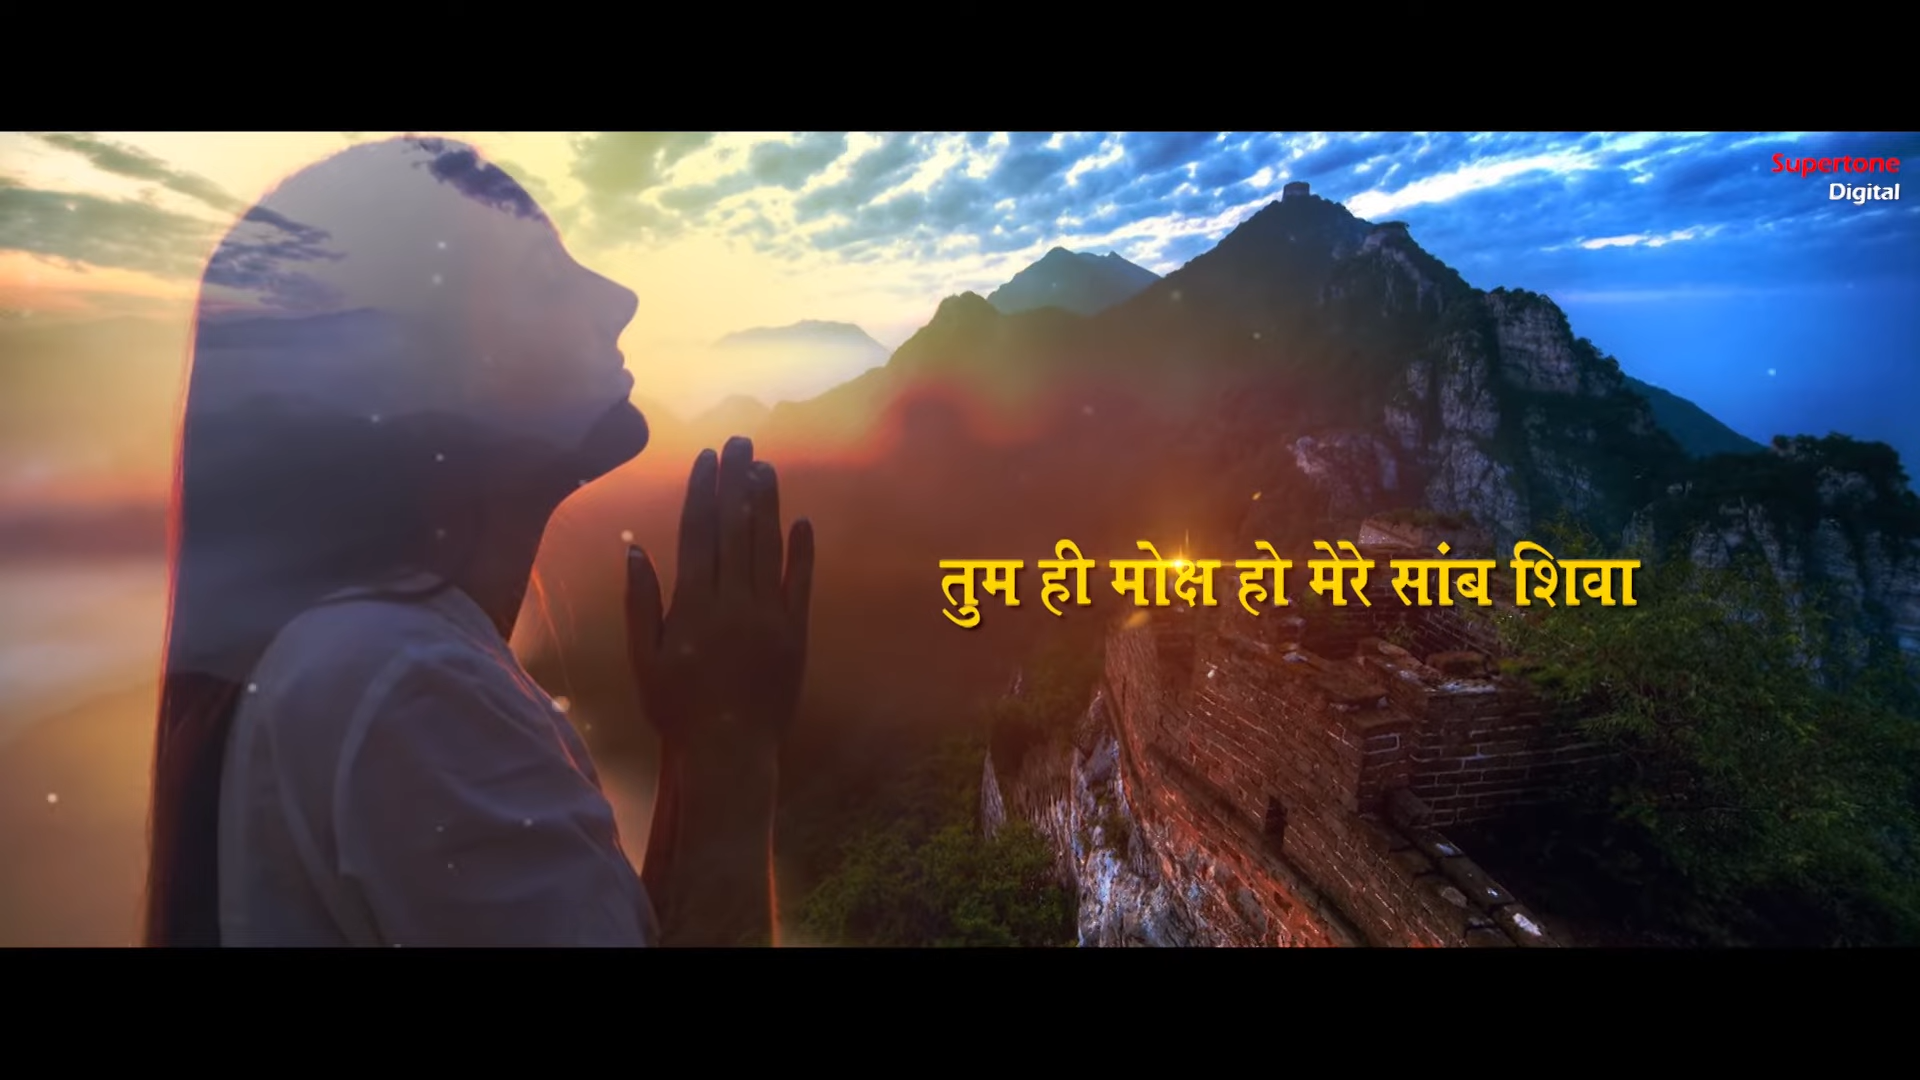 Supertone
Digital
तुम ही मोक्ष हो मेरे सांब शिवा